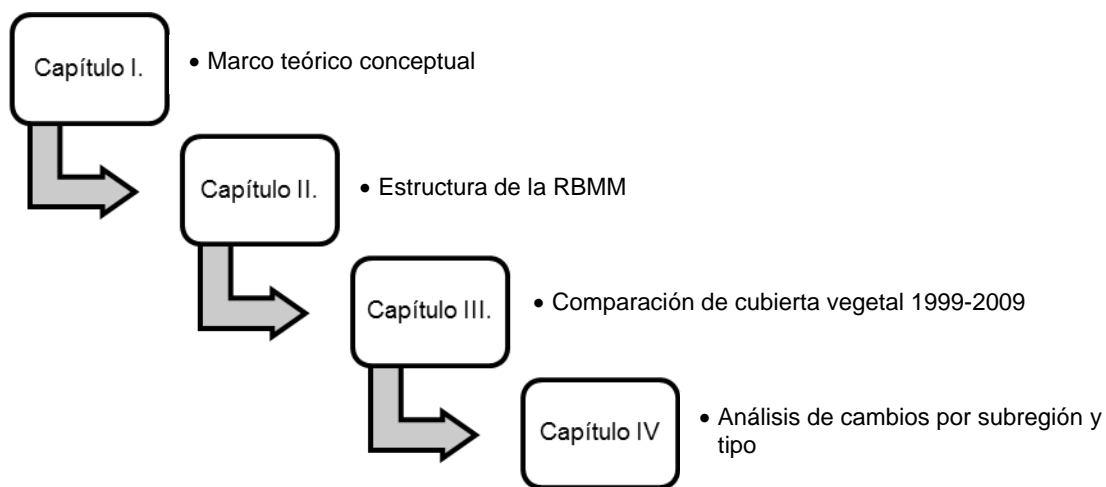 Capítulo I.
• Marco teórico conceptual
Capítulo II.
• Estructura de la RBMM
Capítulo III.
• Comparación de cubierta vegetal 1999-2009
Capítulo IV
• Análisis de cambios por subregión y
tipo